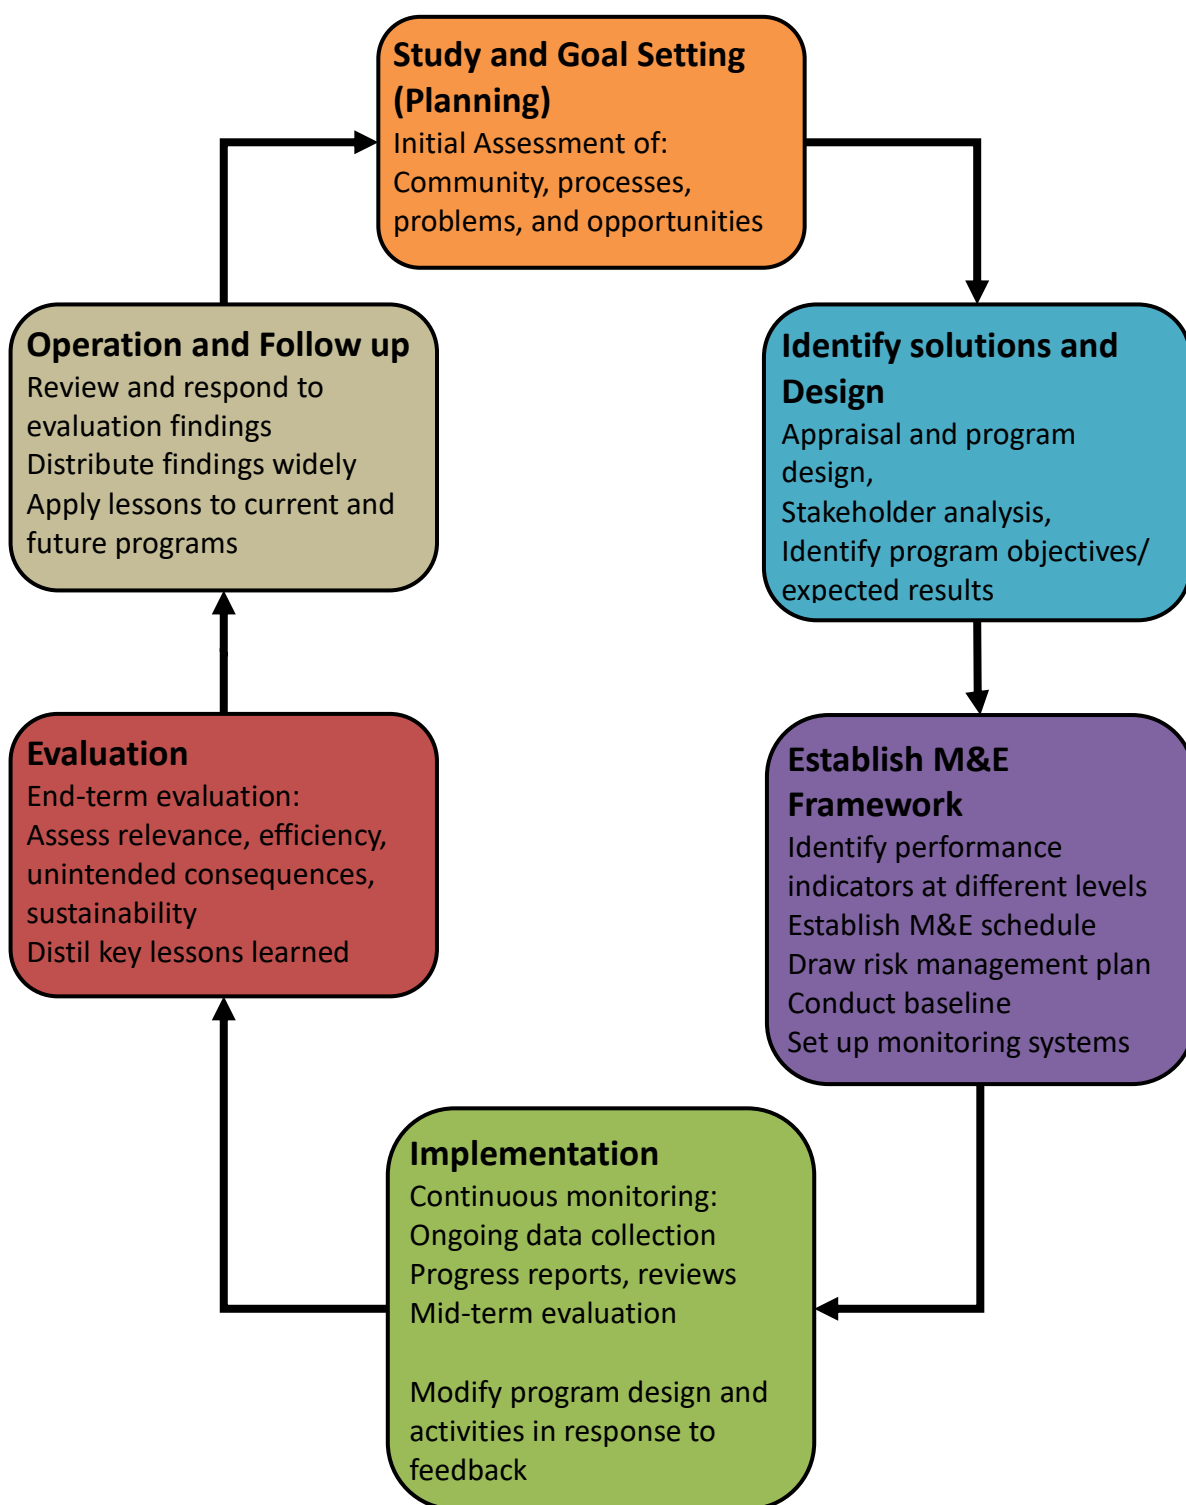 Study and Goal Setting
(Planning)
Initial Assessment of:
Community, processes,
problems, and opportunities
Identify solutions and
Design
Appraisal and program
design,
Stakeholder analysis,
Identify program objectives/
expected results
Establish M&E
Framework
Identify performance
indicators at different levels
Establish M&E schedule
Draw risk management plan
Conduct baseline
Set up monitoring systems
Implementation
Continuous monitoring:
Ongoing data collection
Progress reports, reviews
Mid-term evaluation
Modify program design and
activities in response to
feedback
Evaluation
End-term evaluation:
Assess relevance, efficiency,
unintended consequences,
sustainability
Distil key lessons learned
Operation and Follow up
Review and respond to
evaluation findings
Distribute findings widely
Apply lessons to current and
future programs